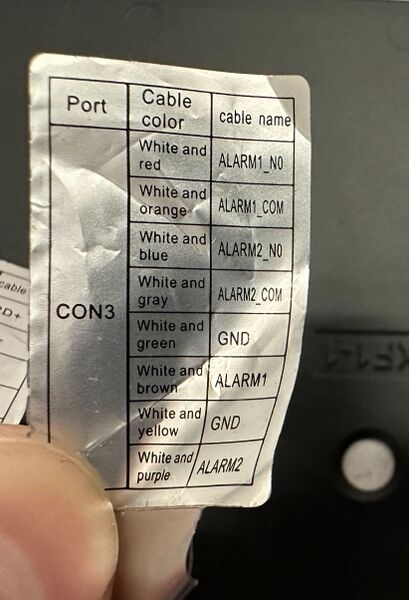 Port Cable color cable name
CON3
White and red ALARM1_NO
White and orange ALARM1_COM
White and blue ALARM2_NO
White and gray ALARM2_COM
White and green GND
White and brown ALARM1
White and yellow GND
White and purple ALARM2
cable
D+